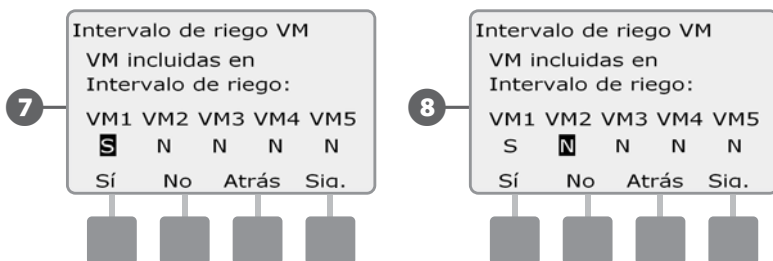 7
Intervalo de riego VM
VM incluidas en
Intervalo de riego:
VM1 VM2 VM3 VM4 VM5
S N N N N
Sí No Atrás Sig.
8
Intervalo de riego VM
VM incluidas en
Intervalo de riego:
VM1 VM2 VM3 VM4 VM5
S N N N N
Sí No Atrás Sig.